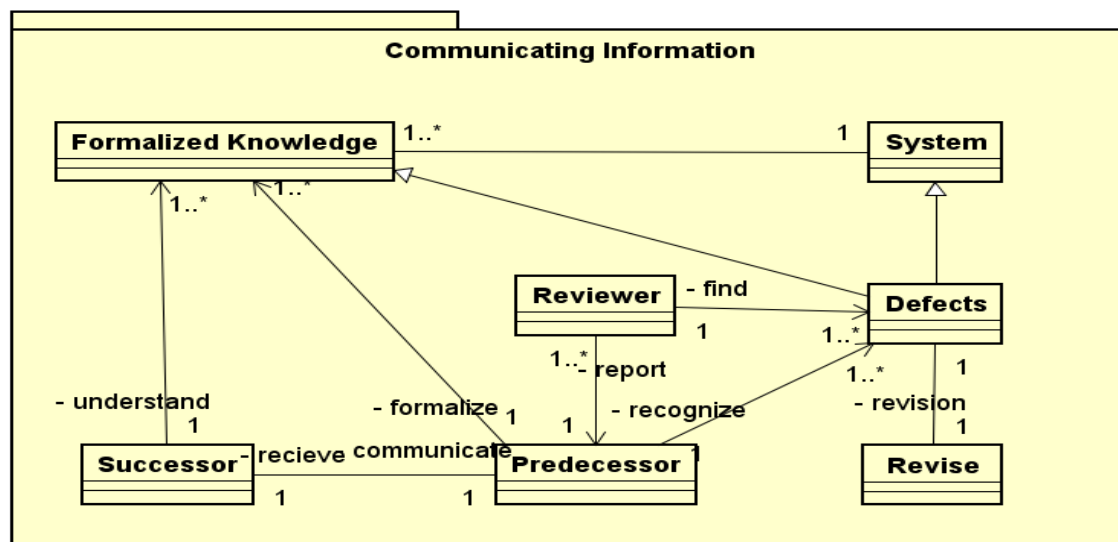 Communicating Information
Formalized Knowledge
1..*
1
System
1..*
1..*
Reviewer
- find
Defects
1
1..*
1..*
- report
1..*
1
- understand
- formalize
1
- recognize
- revision
1
1
1
Successor
- recieve
communicate
Predecessor
1
Revise
1
1